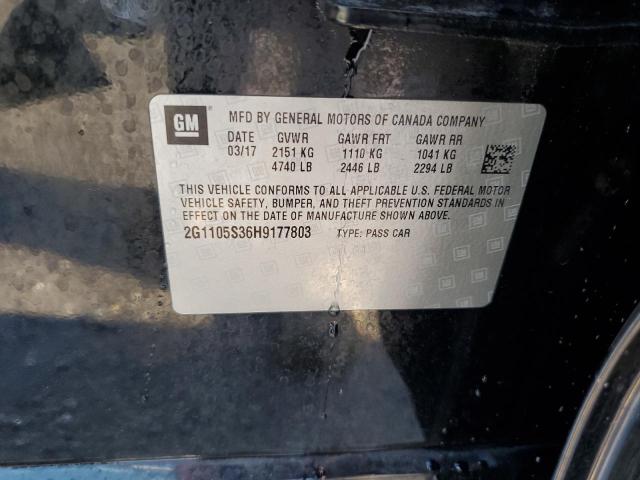 GM
MFD BY GENERAL MOTORS OF CANADA COMPANY
DATE GVWR GAWR FRT GAWR RR
03/17 2151 KG 1110 KG 1041 KG
4740 LB 2446 LB 2294 LB
THIS VEHICLE CONFORMS TO ALL APPLICABLE U.S. FEDERAL MOTOR
VEHICLE SAFETY, BUMPER, AND THEFT PREVENTION STANDARDS IN
EFFECT ON THE DATE OF MANUFACTURE SHOWN ABOVE.
2G1105S36H9177803 TYPE: PASS CAR